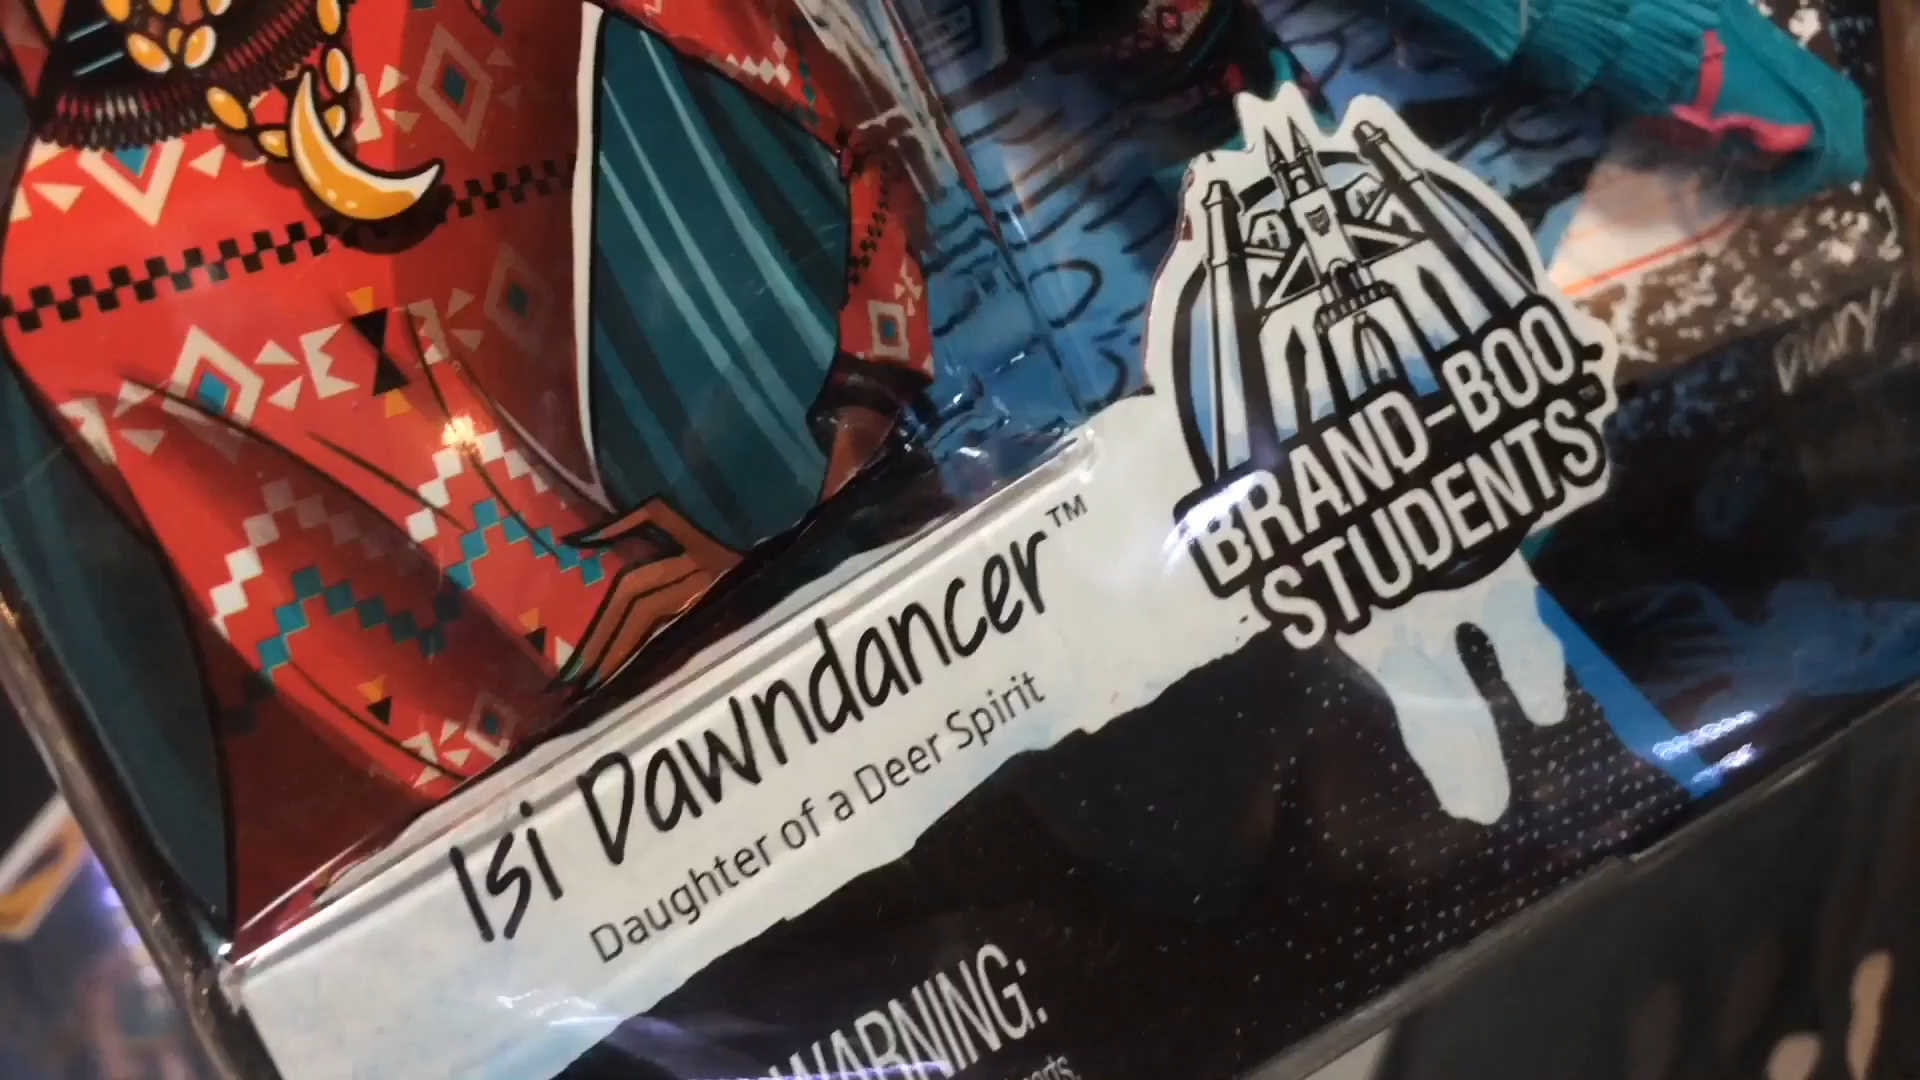 BRAND-BOO
STUDENTS™
Diary
Isi Dawndancer™
Daughter of a Deer Spirit
WARNING: